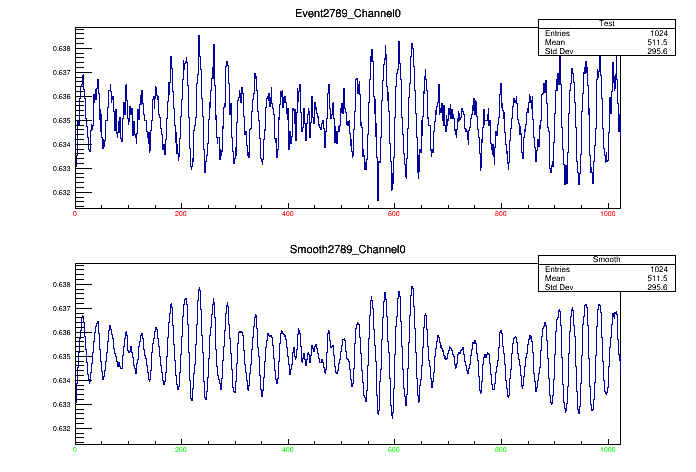 Event2789_Channel0
Test
Entries 1024
Mean 511.5
Std Dev 295.6
0.638
0.637
0.636
0.635
0.634
0.633
0.632
0 200 400 600 800 1000
Smooth2789_Channel0
Smooth
Entries 1024
Mean 511.5
Std Dev 295.6
0.638
0.637
0.636
0.635
0.634
0.633
0.632
0 200 400 600 800 1000